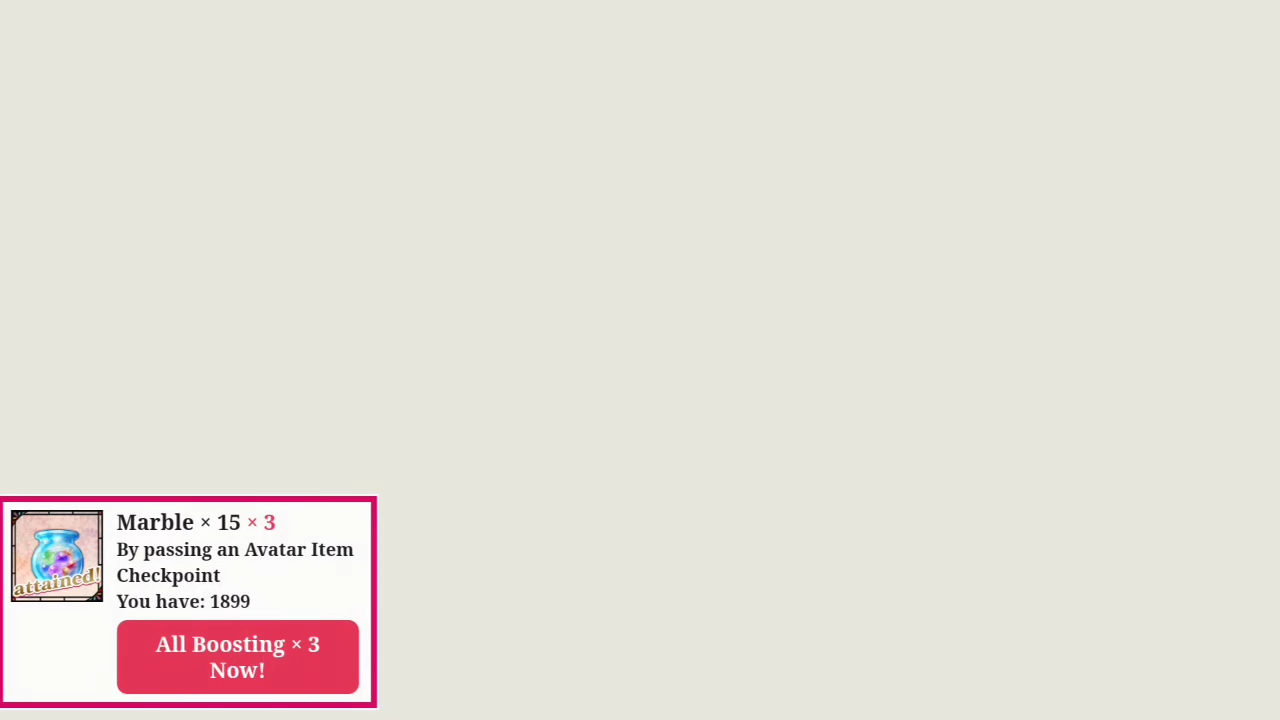 attained!
Marble × 15 × 3
By passing an Avatar Item
Checkpoint
You have: 1899
All Boosting × 3
Now!